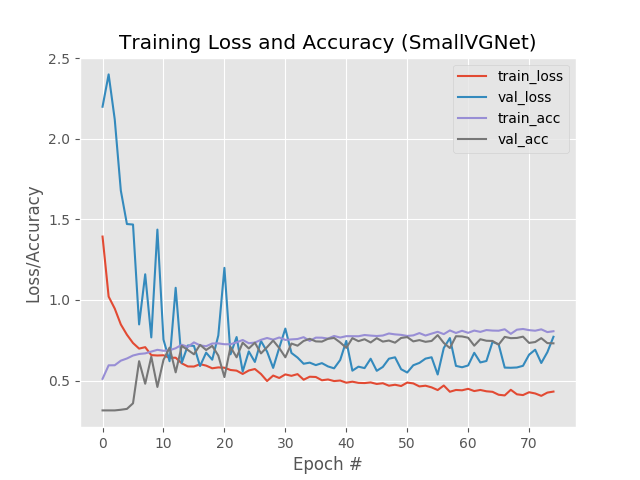 Training Loss and Accuracy (SmallVGNet)
train_loss
val_loss
train_acc
val_acc
Loss/Accuracy
2.5
2.0
1.5
1.0
0.5
0 10 20 30 40 50 60 70
Epoch #